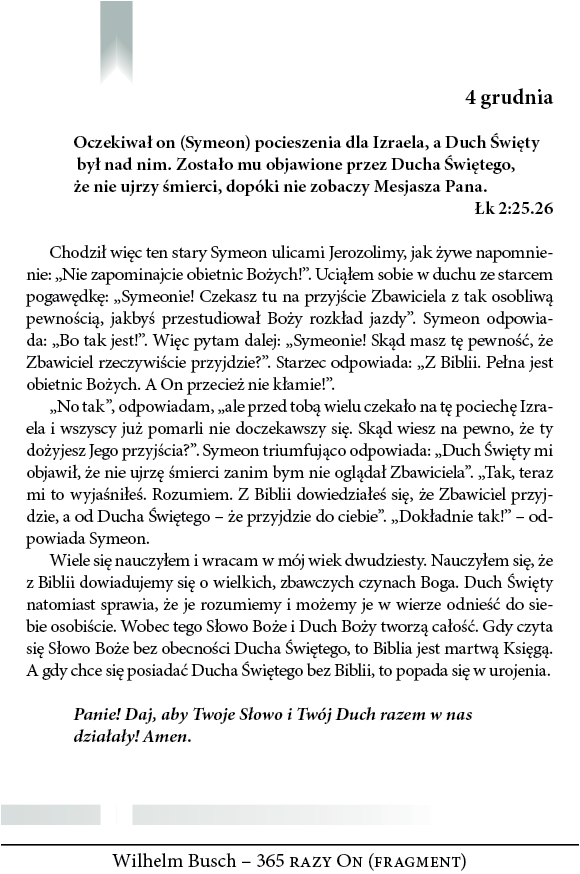 4 grudnia
Oczekiwał on (Symeon) pocieszenia dla Izraela, a Duch Święty
był nad nim. Zostało mu objawione przez Ducha Świętego,
że nie ujrzy śmierci, dopóki nie zobaczy Mesjasza Pana.
Łk 2:25.26
Chodził więc ten stary Symeon ulicami Jerozolimy, jak żywe napomnie-
nie: „Nie zapominajcie obietnic Bożych!”. Uciąłem sobie w duchu ze starcem
pogawędkę: „Symeonie! Czekasz tu na przyjście Zbawiciela z tak osobliwą
pewnością, jakbyś przestudiował Boży rozkład jazdy”. Symeon odpowia-
da: „Bo tak jest!”. Więc pytam dalej: „Symeonie! Skąd masz tę pewność, że
Zbawiciel rzeczywiście przyjdzie?”. Starzec odpowiada: „Z Biblii. Pełna jest
obietnic Bożych. A On przecież nie kłamie!”.
„No tak”, odpowiadam, „ale przed tobą wielu czekało na tę pociechę Izra-
ela i wszyscy już pomarli nie doczekawszy się. Skąd wiesz na pewno, że ty
dożyjesz Jego przyjścia?”. Symeon triumfująco odpowiada: „Duch Święty mi
objawił, że nie ujrzę śmierci zanim bym nie oglądał Zbawiciela”. „Tak, teraz
mi to wyjaśniłeś. Rozumiem. Z Biblii dowiedziałeś się, że Zbawiciel przyj-
dzie, a od Ducha Świętego – że przyjdzie do ciebie”. „Dokładnie tak!” – od-
powiada Symeon.
Wiele się nauczyłem i wracam w mój wiek dwudziesty. Nauczyłem się, że
z Biblii dowiadujemy się o wielkich, zbawczych czynach Boga. Duch Święty
natomiast sprawia, że je rozumiemy i możemy je w wierze odnieść do sie-
bie osobiście. Wobec tego Słowo Boże i Duch Boży tworzą całość. Gdy czyta
się Słowo Boże bez obecności Ducha Świętego, to Biblia jest martwą Księgą.
A gdy chce się posiadać Ducha Świętego bez Biblii, to popada się w urojenia.
Panie! Daj, aby Twoje Słowo i Twój Duch razem w nas
działały! Amen.
Wilhelm Busch – 365 razy On (fragment)